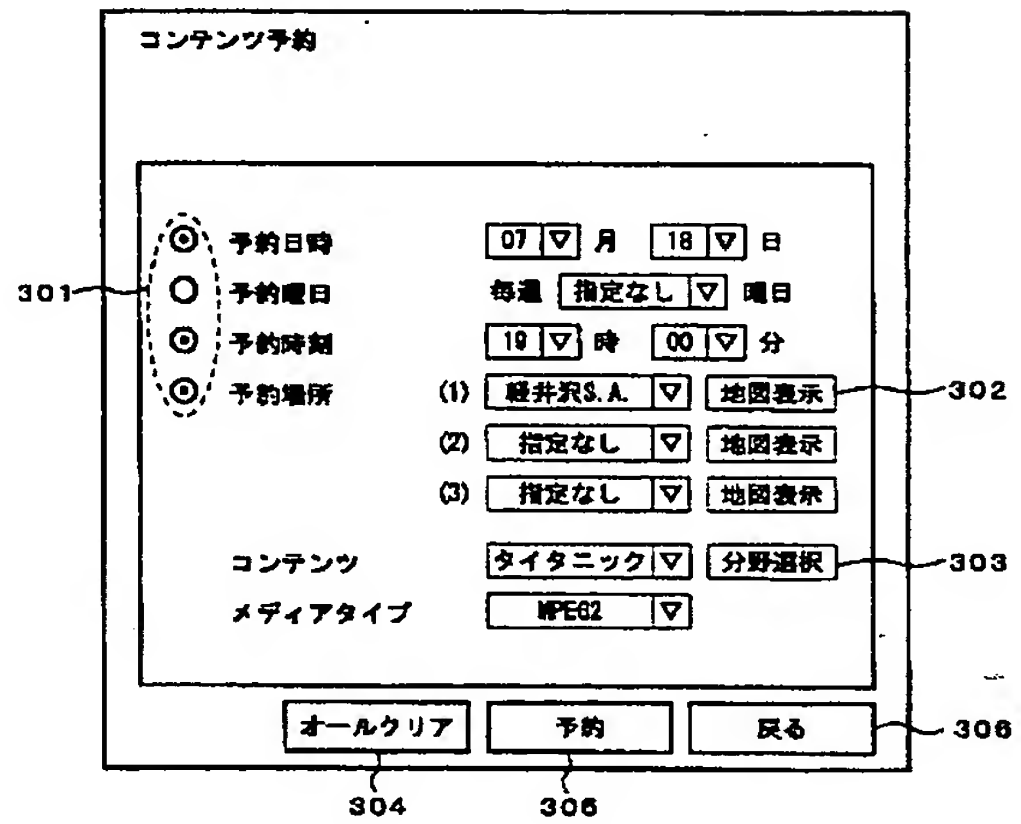 コンテンツ予約
予約日時 07 ▽ 月 18 ▽ 日
301 予約曜日 毎週 指定なし ▽ 曜日
予約時刻 19 ▽ 時 00 ▽ 分
予約場所 (1) 軽井沢S.A. ▽ 地図表示 302
(2) 指定なし ▽ 地図表示
(3) 指定なし ▽ 地図表示
コンテンツ タイタニック ▽ 分野選択 303
メディアタイプ MPEG2 ▽
オールクリア 予約 戻る 306
304 305